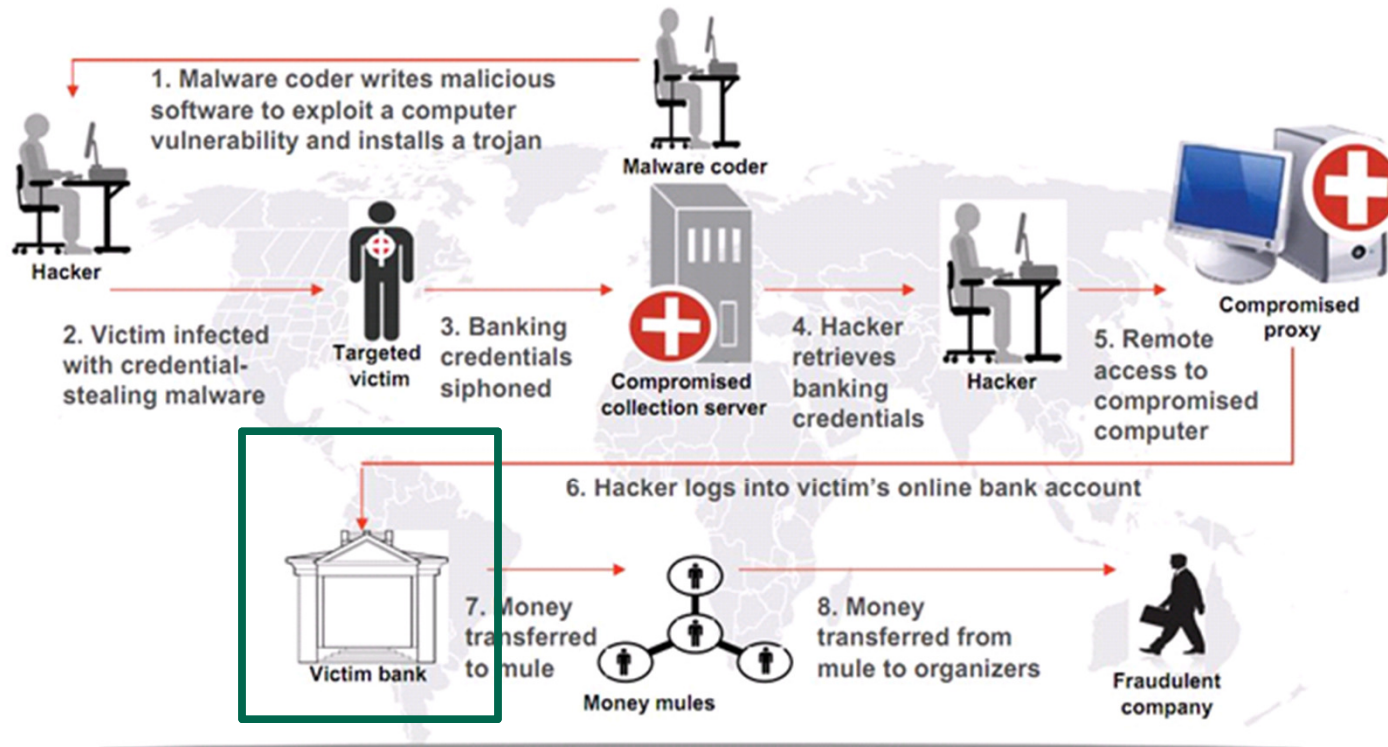 1. Malware coder writes malicious
software to exploit a computer
vulnerability and installs a trojan
Malware coder
Hacker
2. Victim infected
with credential-
stealing malware
Targeted
victim
3. Banking
credentials
siphoned
Compromised
collection server
4. Hacker
retrieves
banking
credentials
Hacker
5. Remote
access to
compromised
computer
Compromised
proxy
6. Hacker logs into victim's online bank account
Victim bank
7. Money
transferred
to mule
Money mules
8. Money
transferred from
mule to organizers
Fraudulent
company